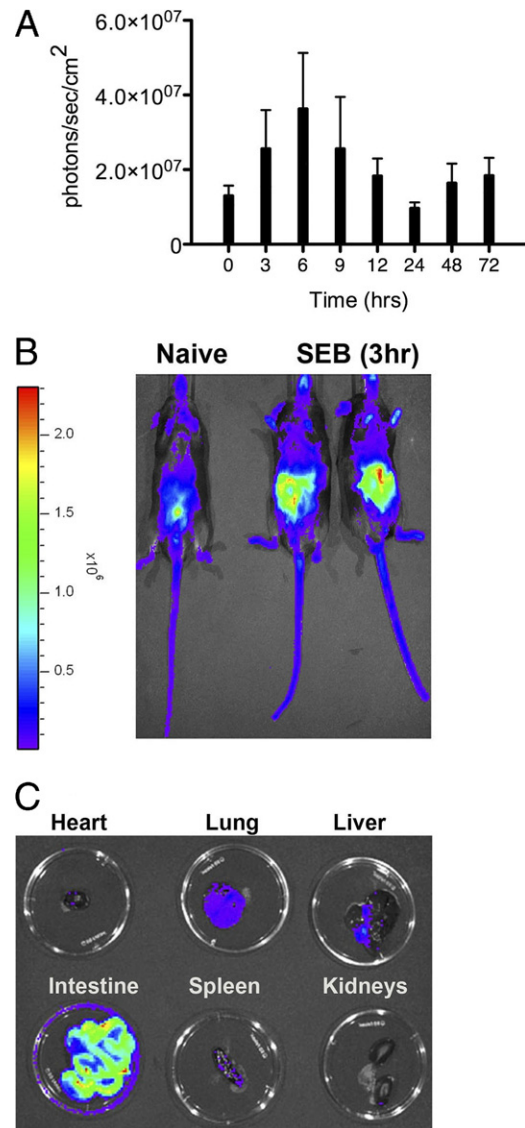 A
photons/sec/cm²
6.0×10⁰⁷
4.0×10⁰⁷
2.0×10⁰⁷
0
0 3 6 9 12 24 48 72
Time (hrs)
B
Naive SEB (3hr)
2.0
1.5
1.0
0.5
x10⁶
C
Heart Lung Liver
Intestine Spleen Kidneys